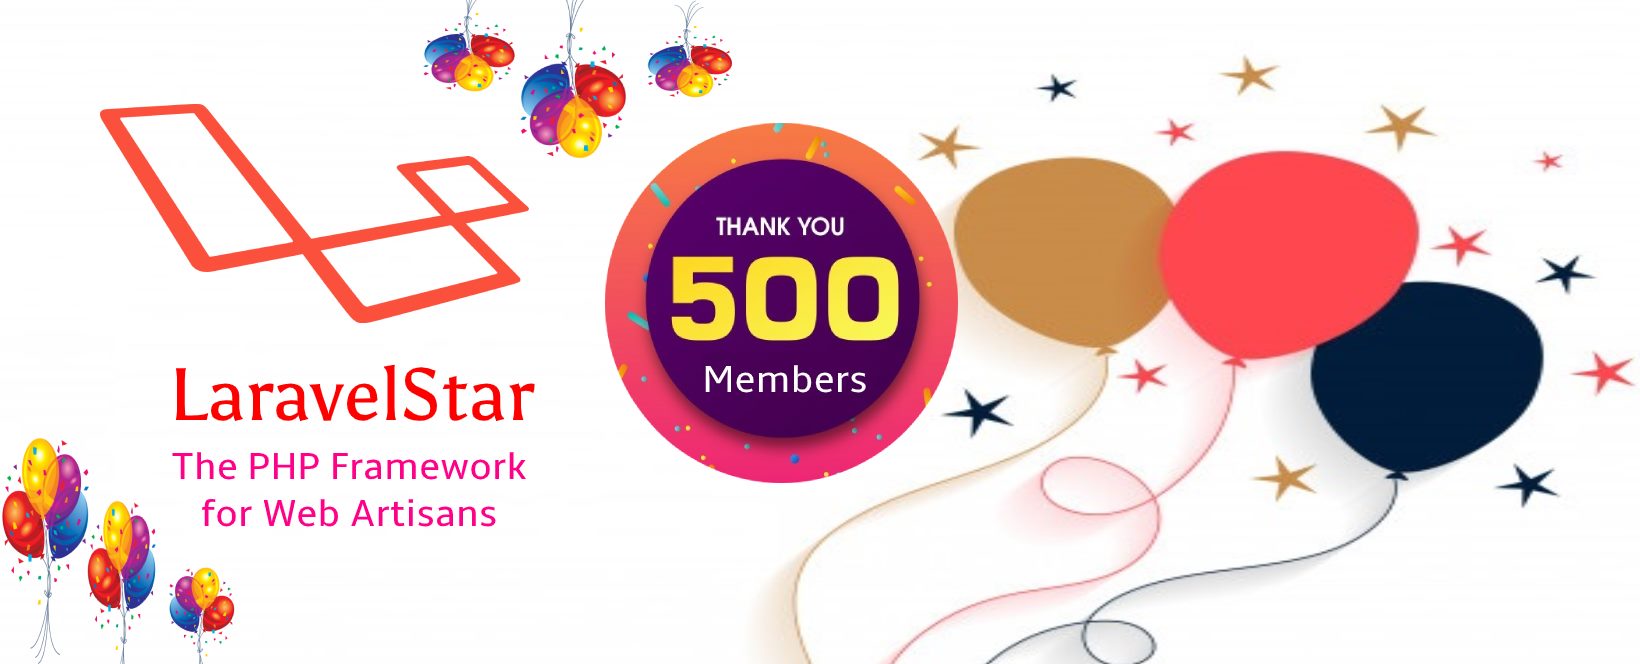 LaravelStar
The PHP Framework
for Web Artisans
THANK YOU
500
Members